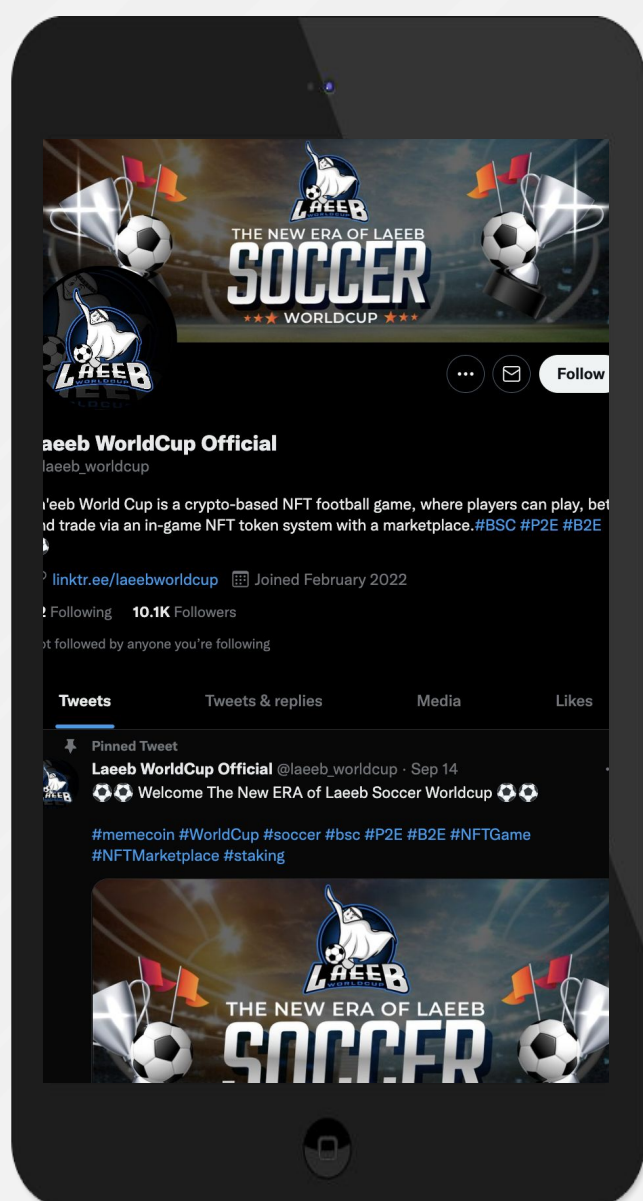 LAEEB
WORLDCUP
THE NEW ERA OF LAEEB
SOCCER
WORLDCUP
LAEEB
WORLDCUP
Follow
aeeb WorldCup Official
laeeb_worldcup
'eeb World Cup is a crypto-based NFT football game, where players can play, bet
nd trade via an in-game NFT token system with a marketplace.#BSC #P2E #B2E
linktr.ee/laeebworldcup Joined February 2022
Following 10.1K Followers
ot followed by anyone you're following
Tweets Tweets & replies Media Likes
Pinned Tweet
Laeeb WorldCup Official @laeeb_worldcup · Sep 14
⚽⚽ Welcome The New ERA of Laeeb Soccer Worldcup ⚽⚽
#memecoin #WorldCup #soccer #bsc #P2E #B2E #NFTGame
#NFTMarketplace #staking
LAEEB
WORLDCUP
THE NEW ERA OF LAEEB
SOCCER